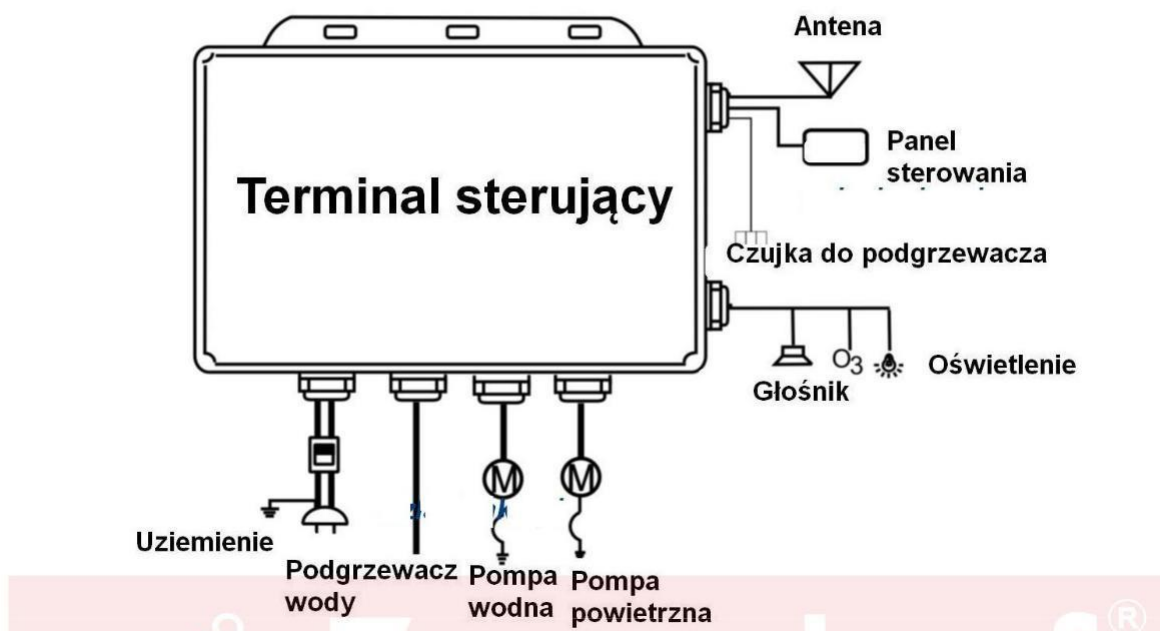 Antena
Panel
sterowania
Terminal sterujący
Czujka do podgrzewacza
O3
Oświetlenie
Głośnik
M
M
Uziemienie
Podgrzewacz
wody
Pompa
wodna
Pompa
powietrzna
®